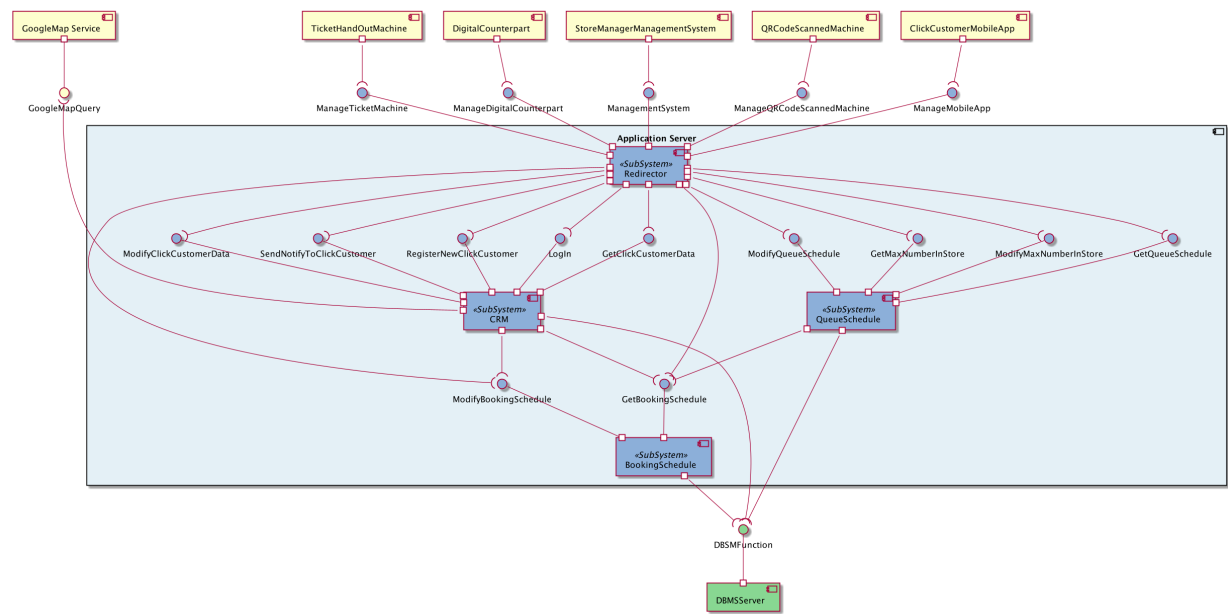 GoogleMap Service
TicketHandOutMachine
DigitalCounterpart
StoreManagerManagementSystem
QRCodeScannedMachine
ClickCustomerMobileApp
GoogleMapQuery
ManageTicketMachine
ManageDigitalCounterpart
ManagementSystem
ManageQRCodeScannedMachine
ManageMobileApp
Application Server
«SubSystem»
Redirector
ModifyClickCustomerData
SendNotifyToClickCustomer
RegisterNewClickCustomer
LogIn
GetClickCustomerData
ModifyQueueSchedule
GetMaxNumberInStore
ModifyMaxNumberInStore
GetQueueSchedule
«SubSystem»
CRM
«SubSystem»
QueueSchedule
ModifyBookingSchedule
GetBookingSchedule
«SubSystem»
BookingSchedule
DBSMFunction
DBMSServer